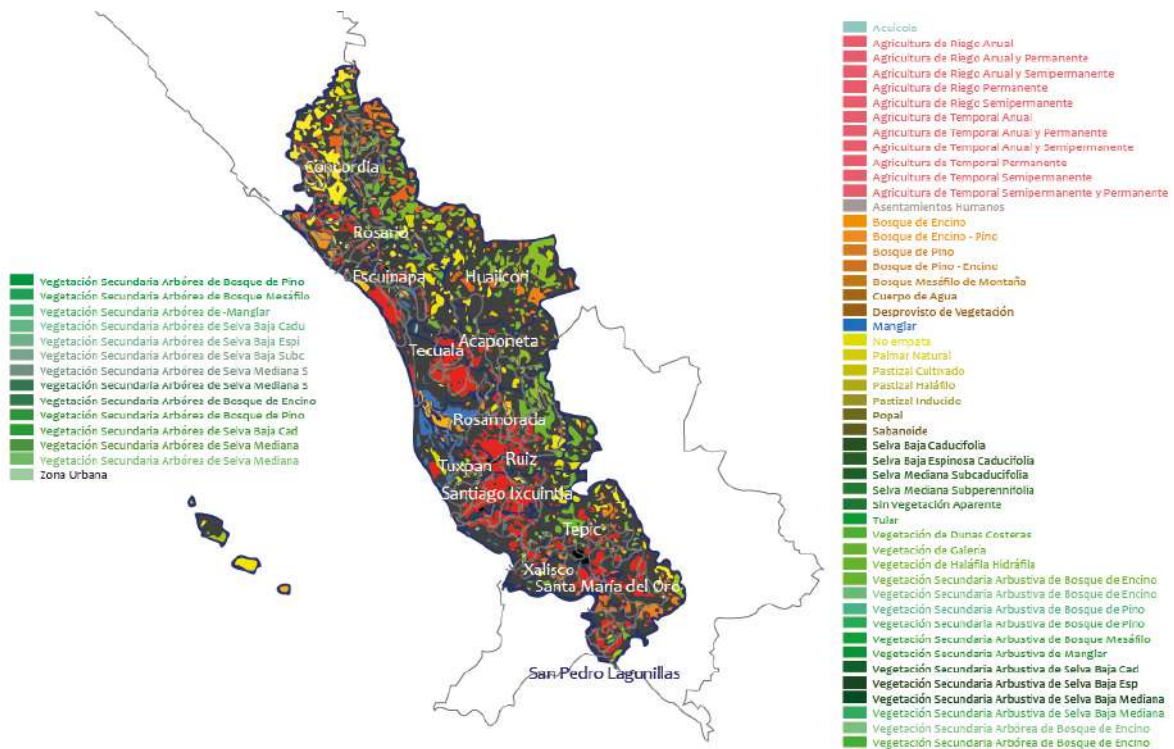 Vegetación Secundaria Arbórea de Bosque de Pino
Vegetación Secundaria Arbórea de Bosque Mesáfilo
Vegetación Secundaria Arbórea de -Manglar
Vegetación Secundaria Arbórea de Selva Baja Cadu
Vegetación Secundaria Arbórea de Selva Baja Espi
Vegetación Secundaria Arbórea de Selva Baja Subc
Vegetación Secundaria Arbórea de Selva Mediana S
Vegetación Secundaria Arbórea de Selva Mediana S
Vegetación Secundaria Arbórea de Bosque de Encino
Vegetación Secundaria Arbórea de Bosque de Pino
Vegetación Secundaria Arbórea de Selva Baja Cad
Vegetación Secundaria Arbórea de Selva Mediana
Vegetación Secundaria Arbórea de Selva Mediana
Zona Urbana
Concordia
Rosario
Escuinapa
Huajicori
Tecuala
Acaponeta
Rosamorada
Tuxpan
Ruiz
Santiago Ixcuintla
Tepic
Xalisco
Santa María del Oro
San Pedro Lagunillas
Acuícola
Agricultura de Riego Anual
Agricultura de Riego Anual y Permanente
Agricultura de Riego Anual y Semipermanente
Agricultura de Riego Permanente
Agricultura de Riego Semipermanente
Agricultura de Temporal Anual
Agricultura de Temporal Anual y Permanente
Agricultura de Temporal Anual y Semipermanente
Agricultura de Temporal Permanente
Agricultura de Temporal Semipermanente
Agricultura de Temporal Semipermanente y Permanente
Asentamientos Humanos
Bosque de Encino
Bosque de Encino - Pino
Bosque de Pino
Bosque de Pino - Encino
Bosque Mesáfilo de Montaña
Cuerpo de Agua
Desprovisto de Vegetación
Manglar
No empata
Palmar Natural
Pastizal Cultivado
Pastizal Haláfilo
Pastizal Inducido
Popal
Sabanoide
Selva Baja Caducifolia
Selva Baja Espinosa Caducifolia
Selva Mediana Subcaducifolia
Selva Mediana Subperennifolia
Sin Vegetación Aparente
Tular
Vegetación de Dunas Costeras
Vegetación de Galeria
Vegetación de Haláfila Hidráfila
Vegetación Secundaria Arbustiva de Bosque de Encino
Vegetación Secundaria Arbustiva de Bosque de Encino
Vegetación Secundaria Arbustiva de Bosque de Pino
Vegetación Secundaria Arbustiva de Bosque de Pino
Vegetación Secundaria Arbustiva de Bosque Mesáfilo
Vegetación Secundaria Arbustiva de Manglar
Vegetación Secundaria Arbustiva de Selva Baja Cad
Vegetación Secundaria Arbustiva de Selva Baja Esp
Vegetación Secundaria Arbustiva de Selva Baja Mediana
Vegetación Secundaria Arbustiva de Selva Baja Mediana
Vegetación Secundaria Arbórea de Bosque de Encino
Vegetación Secundaria Arbórea de Bosque de Encino